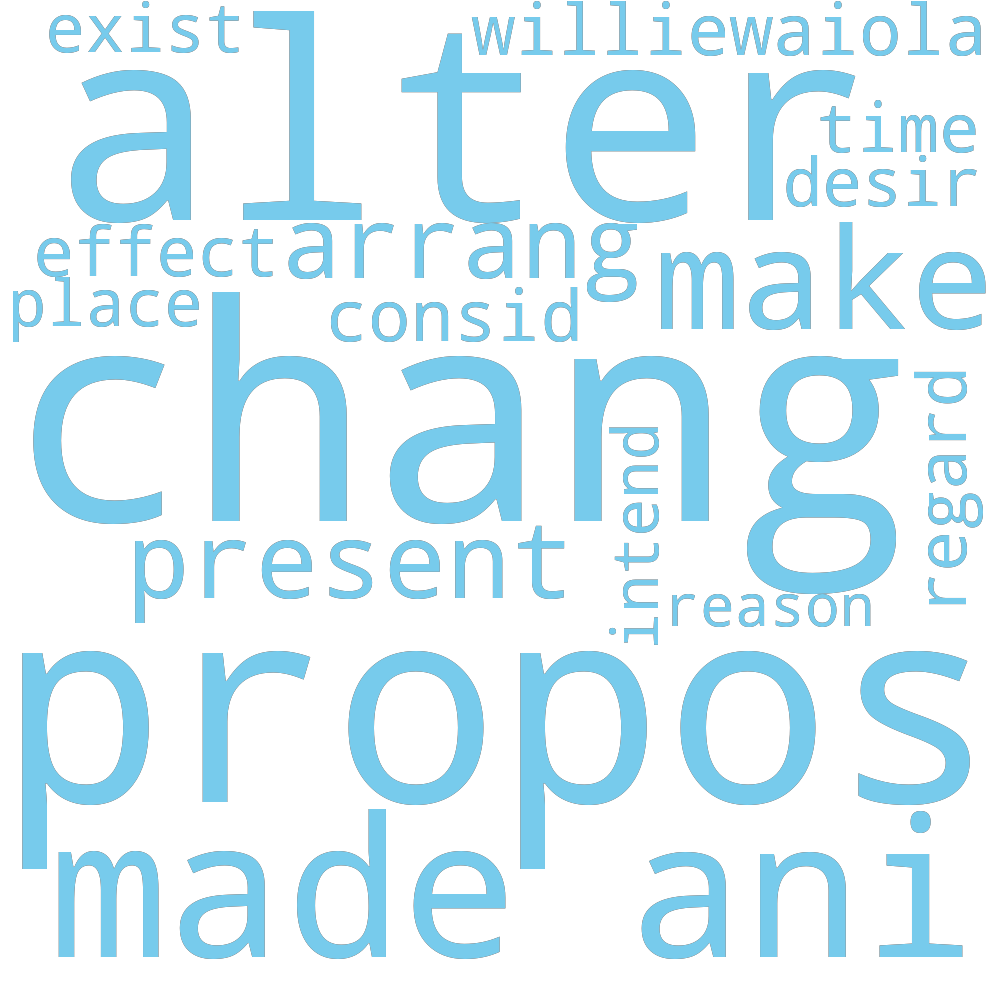 exist
williewaiola
alter
time
desir
effect
arrang
make
place
consid
chang
regard
intend
present
reason
propos
made
ani